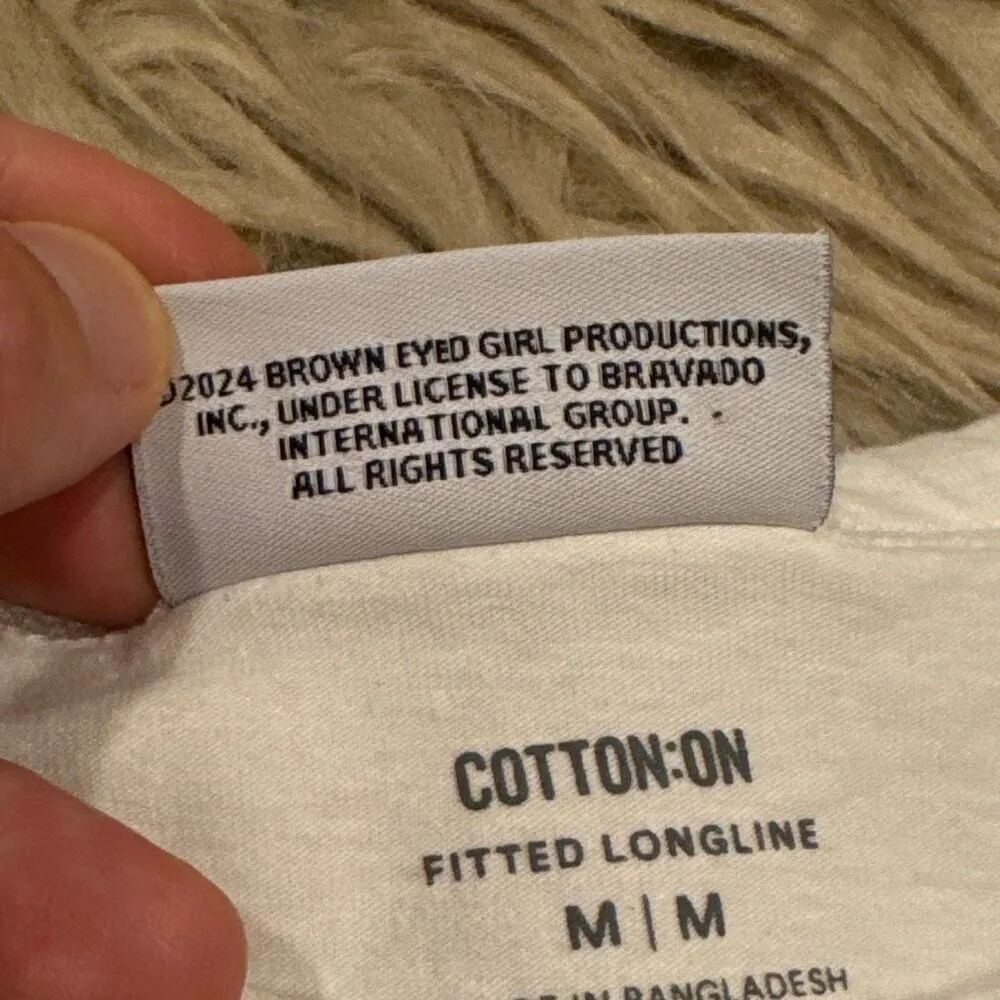 ©2024 BROWN EYED GIRL PRODUCTIONS,
INC., UNDER LICENSE TO BRAVADO
INTERNATIONAL GROUP.
ALL RIGHTS RESERVED
COTTON:ON
FITTED LONGLINE
M | M
IN BANGLADESH